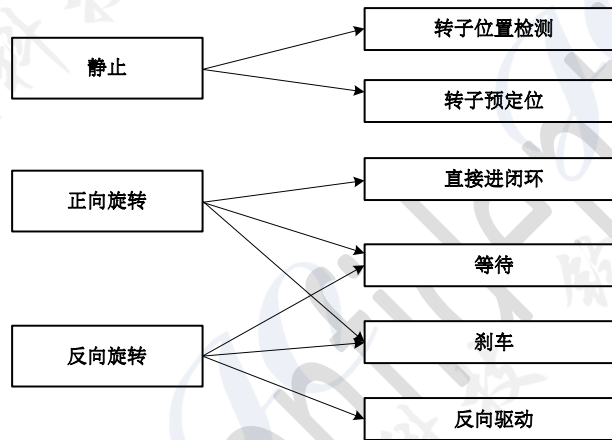 静止
转子位置检测
转子预定位
正向旋转
直接进闭环
等待
反向旋转
刹车
反向驱动